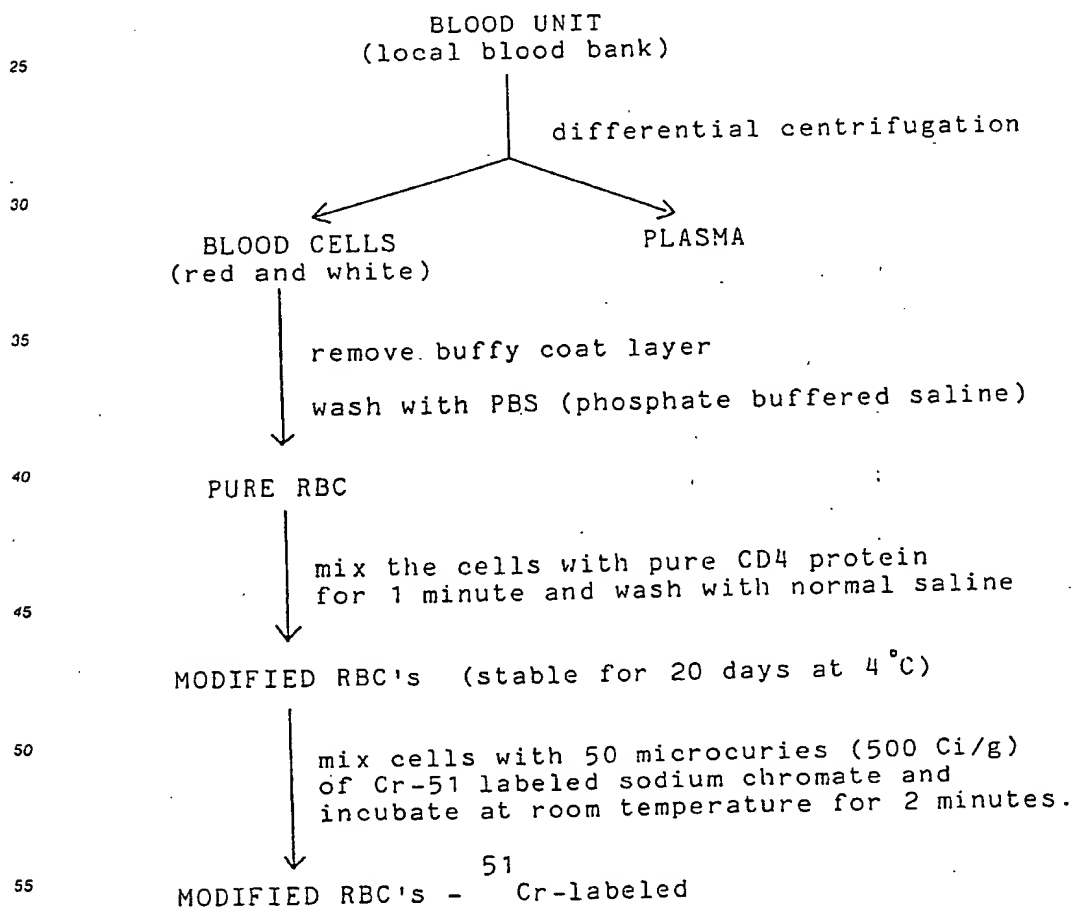 BLOOD UNIT
(local blood bank)
25
differential centrifugation
30
BLOOD CELLS
(red and white)
PLASMA
35
remove buffy coat layer
wash with PBS (phosphate buffered saline)
40
PURE RBC
mix the cells with pure CD4 protein
for 1 minute and wash with normal saline
45
MODIFIED RBC's (stable for 20 days at 4°C)
50
mix cells with 50 microcuries (500 Ci/g)
of Cr-51 labeled sodium chromate and
incubate at room temperature for 2 minutes.
55
MODIFIED RBC's - ⁵¹Cr-labeled